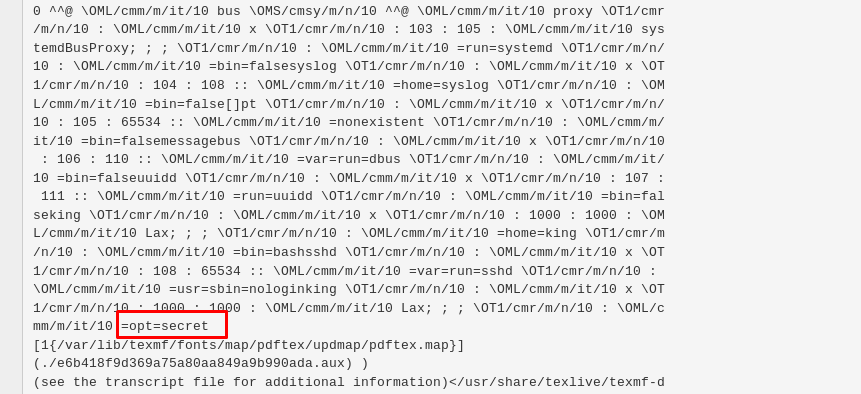 0 ^^@ \OML/cmm/m/it/10 bus \OMS/cmsy/m/n/10 ^^@ \OML/cmm/m/it/10 proxy \OT1/cmr
/m/n/10 : \OML/cmm/m/it/10 x \OT1/cmr/m/n/10 : 103 : 105 : \OML/cmm/m/it/10 sys
temdBusProxy; ; ; \OT1/cmr/m/n/10 : \OML/cmm/m/it/10 =run=systemd \OT1/cmr/m/n/
10 : \OML/cmm/m/it/10 =bin=falsesyslog \OT1/cmr/m/n/10 : \OML/cmm/m/it/10 x \OT
1/cmr/m/n/10 : 104 : 108 :: \OML/cmm/m/it/10 =home=syslog \OT1/cmr/m/n/10 : \OM
L/cmm/m/it/10 =bin=false[]pt \OT1/cmr/m/n/10 : \OML/cmm/m/it/10 x \OT1/cmr/m/n/
10 : 105 : 65534 :: \OML/cmm/m/it/10 =nonexistent \OT1/cmr/m/n/10 : \OML/cmm/m/
it/10 =bin=falsemessagebus \OT1/cmr/m/n/10 : \OML/cmm/m/it/10 x \OT1/cmr/m/n/10
 : 106 : 110 :: \OML/cmm/m/it/10 =var=run=dbus \OT1/cmr/m/n/10 : \OML/cmm/m/it/
10 =bin=falseuuidd \OT1/cmr/m/n/10 : \OML/cmm/m/it/10 x \OT1/cmr/m/n/10 : 107 :
 111 :: \OML/cmm/m/it/10 =run=uuidd \OT1/cmr/m/n/10 : \OML/cmm/m/it/10 =bin=fal
seking \OT1/cmr/m/n/10 : \OML/cmm/m/it/10 x \OT1/cmr/m/n/10 : 1000 : 1000 : \OM
L/cmm/m/it/10 Lax; ; ; \OT1/cmr/m/n/10 : \OML/cmm/m/it/10 =home=king \OT1/cmr/m
/n/10 : \OML/cmm/m/it/10 =bin=bashsshd \OT1/cmr/m/n/10 : \OML/cmm/m/it/10 x \OT
1/cmr/m/n/10 : 108 : 65534 :: \OML/cmm/m/it/10 =var=run=sshd \OT1/cmr/m/n/10 :
\OML/cmm/m/it/10 =usr=sbin=nologinking \OT1/cmr/m/n/10 : \OML/cmm/m/it/10 x \OT
1/cmr/m/n/10 : 1000 : 1000 : \OML/cmm/m/it/10 Lax; ; ; \OT1/cmr/m/n/10 : \OML/c
mm/m/it/10 =opt=secret
[1{/var/lib/texmf/fonts/map/pdftex/updmap/pdftex.map}]
(./e6b418f9d369a75a80aa849a9b990ada.aux) )
(see the transcript file for additional information)</usr/share/texlive/texmf-d